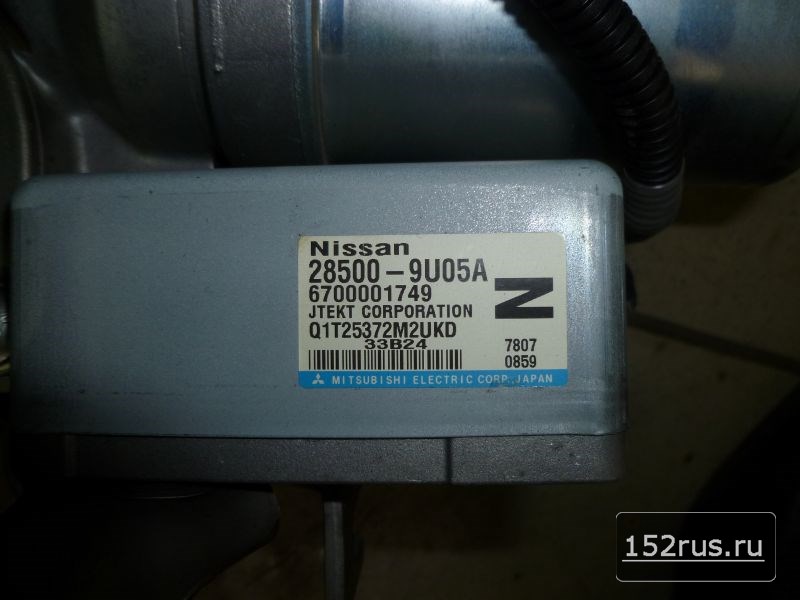 Nissan
28500-9U05A
6700001749
JTEKT CORPORATION
Q1T25372M2UKD
33B24
N
7807
0859
MITSUBISHI ELECTRIC CORP. JAPAN
152rus.ru